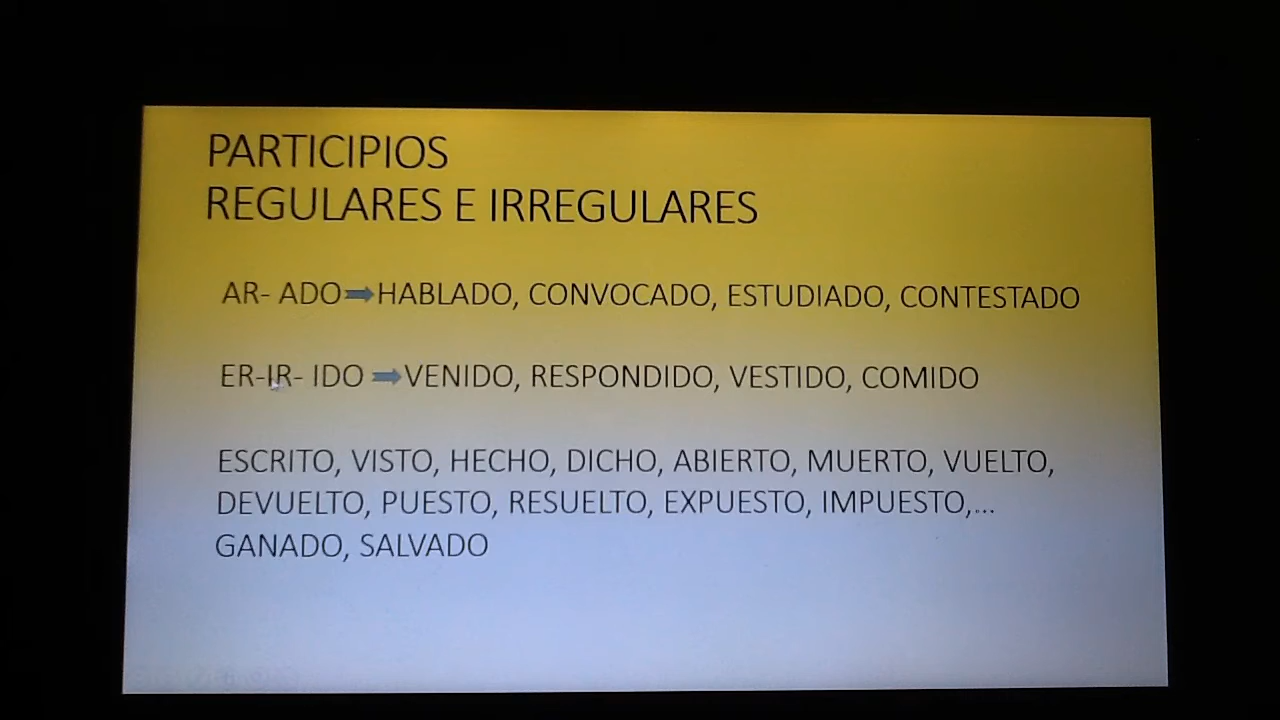 PARTICIPIOS
REGULARES E IRREGULARES
AR- ADO➡HABLADO, CONVOCADO, ESTUDIADO, CONTESTADO
ER-IR- IDO ➡VENIDO, RESPONDIDO, VESTIDO, COMIDO
ESCRITO, VISTO, HECHO, DICHO, ABIERTO, MUERTO, VUELTO,
DEVUELTO, PUESTO, RESUELTO, EXPUESTO, IMPUESTO,...
GANADO, SALVADO